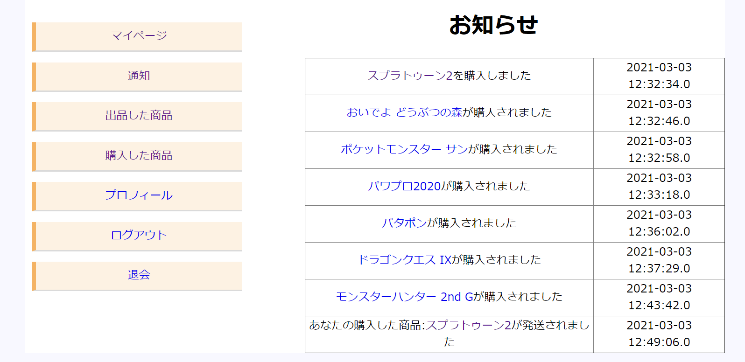 お知らせ
マイページ
通知
出品した商品
購入した商品
プロフィール
ログアウト
退会
スプラトゥーン2を購入しました
2021-03-03
12:32:34.0
おいでよ どうぶつの森が購入されました
2021-03-03
12:32:46.0
ポケットモンスター サンが購入されました
2021-03-03
12:32:58.0
パワプロ2020が購入されました
2021-03-03
12:33:18.0
パタポンが購入されました
2021-03-03
12:36:02.0
ドラゴンクエス IXが購入されました
2021-03-03
12:37:29.0
モンスターハンター 2nd Gが購入されました
2021-03-03
12:43:42.0
あなたの購入した商品:スプラトゥーン2が発送されまし
た
2021-03-03
12:49:06.0